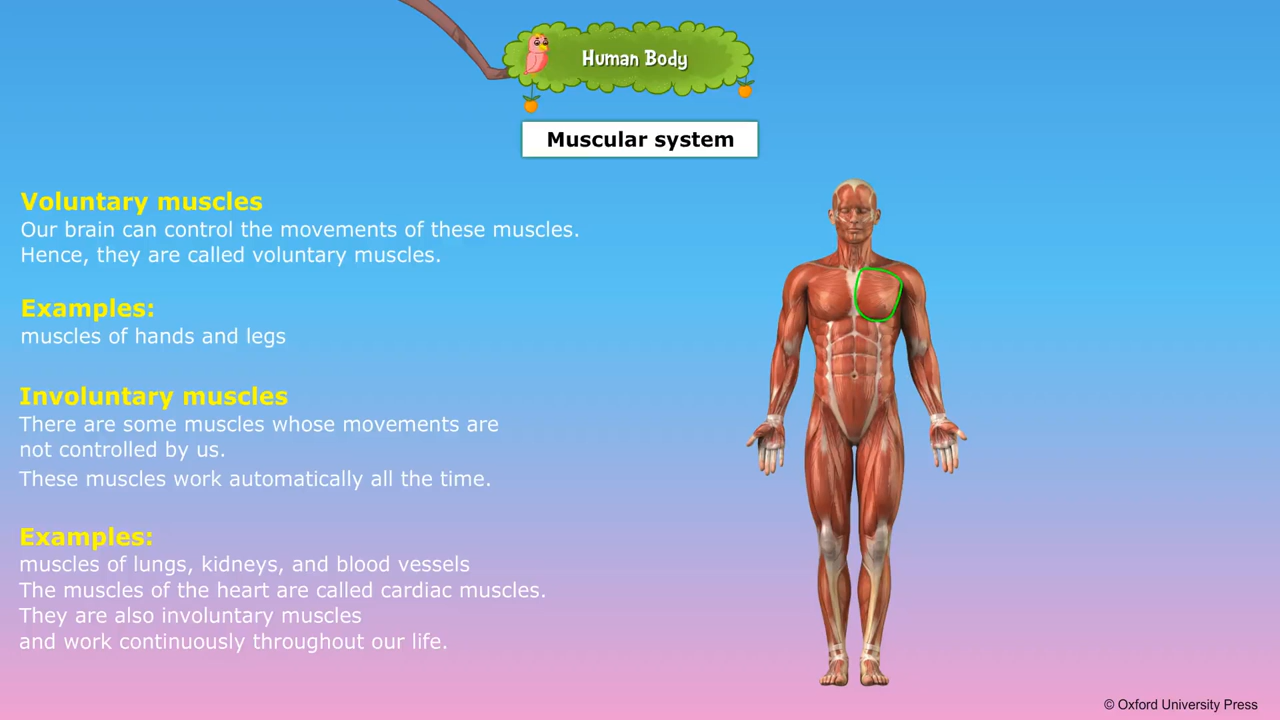 Human Body
Muscular system
Voluntary muscles
Our brain can control the movements of these muscles.
Hence, they are called voluntary muscles.
Examples:
muscles of hands and legs
Involuntary muscles
There are some muscles whose movements are
not controlled by us.
These muscles work automatically all the time.
Examples:
muscles of lungs, kidneys, and blood vessels
The muscles of the heart are called cardiac muscles.
They are also involuntary muscles
and work continuously throughout our life.
© Oxford University Press